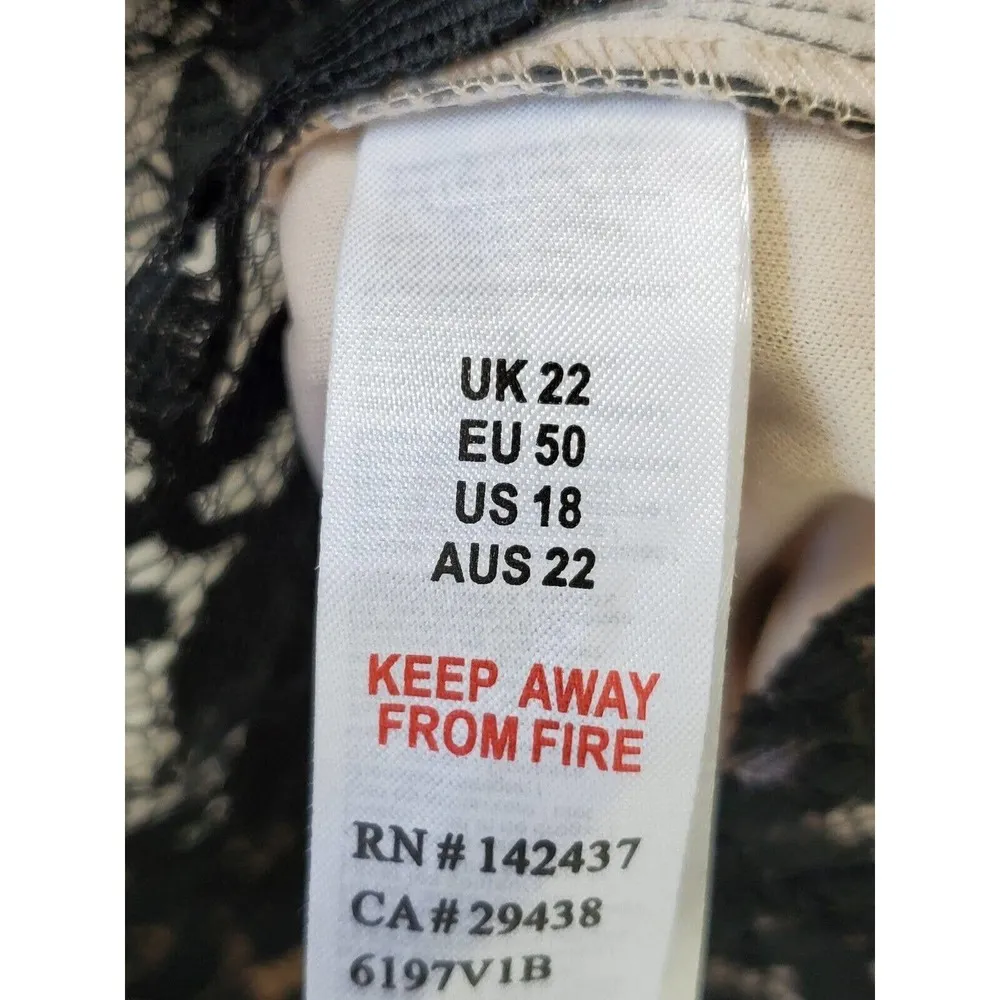 UK 22
EU 50
US 18
AUS 22
KEEP AWAY
FROM FIRE
RN # 142437
CA # 29438
6197V1B